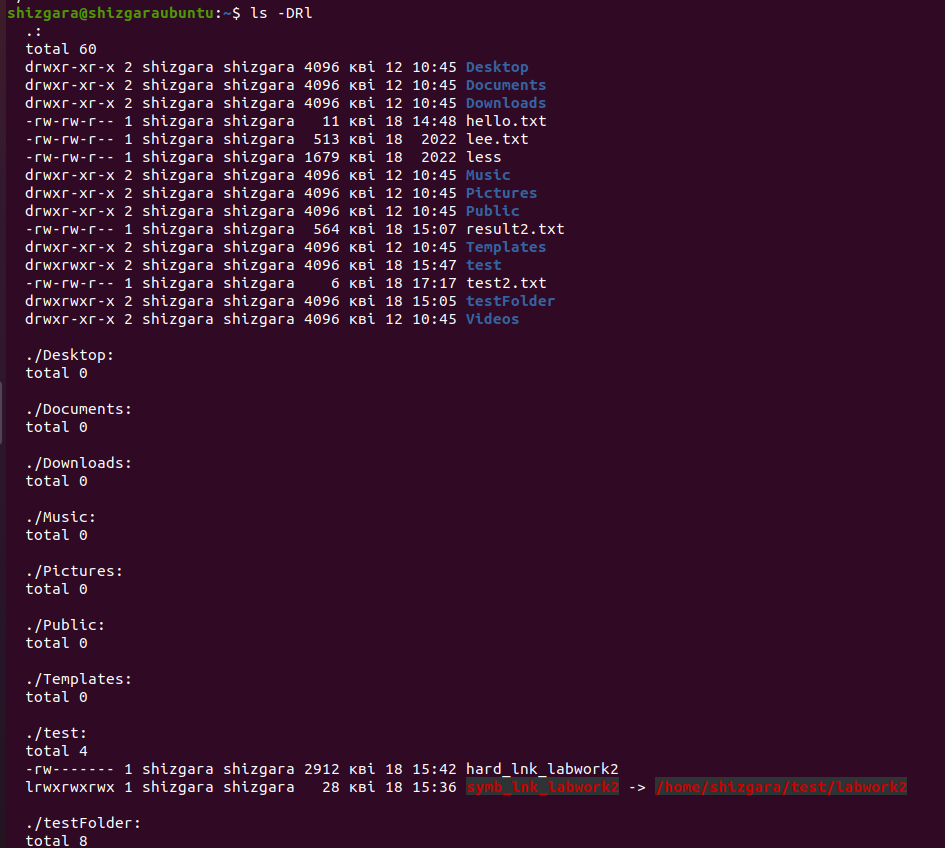 shizgara@shizgaraubuntu:~$ ls -DRl
.:
total 60
drwxr-xr-x 2 shizgara shizgara 4096 кві 12 10:45 Desktop
drwxr-xr-x 2 shizgara shizgara 4096 кві 12 10:45 Documents
drwxr-xr-x 2 shizgara shizgara 4096 кві 12 10:45 Downloads
-rw-rw-r-- 1 shizgara shizgara   11 кві 18 14:48 hello.txt
-rw-rw-r-- 1 shizgara shizgara  513 кві 18  2022 lee.txt
-rw-rw-r-- 1 shizgara shizgara 1679 кві 18  2022 less
drwxr-xr-x 2 shizgara shizgara 4096 кві 12 10:45 Music
drwxr-xr-x 2 shizgara shizgara 4096 кві 12 10:45 Pictures
drwxr-xr-x 2 shizgara shizgara 4096 кві 12 10:45 Public
-rw-rw-r-- 1 shizgara shizgara  564 кві 18 15:07 result2.txt
drwxr-xr-x 2 shizgara shizgara 4096 кві 12 10:45 Templates
drwxrwxr-x 2 shizgara shizgara 4096 кві 18 15:47 test
-rw-rw-r-- 1 shizgara shizgara    6 кві 18 17:17 test2.txt
drwxrwxr-x 2 shizgara shizgara 4096 кві 18 15:05 testFolder
drwxr-xr-x 2 shizgara shizgara 4096 кві 12 10:45 Videos

./Desktop:
total 0

./Documents:
total 0

./Downloads:
total 0

./Music:
total 0

./Pictures:
total 0

./Public:
total 0

./Templates:
total 0

./test:
total 4
-rw------- 1 shizgara shizgara 2912 кві 18 15:42 hard_lnk_labwork2
lrwxrwxrwx 1 shizgara shizgara   28 кві 18 15:36 symb_lnk_labwork2 -> /home/shizgara/test/labwork2

./testFolder:
total 8